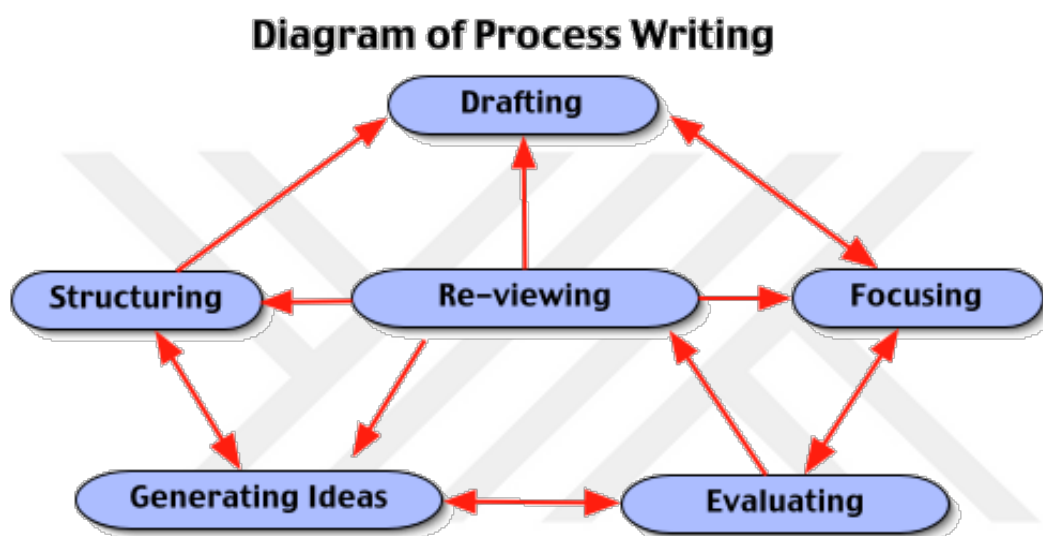 Diagram of Process Writing
Drafting
Structuring
Re-viewing
Focusing
Generating Ideas
Evaluating